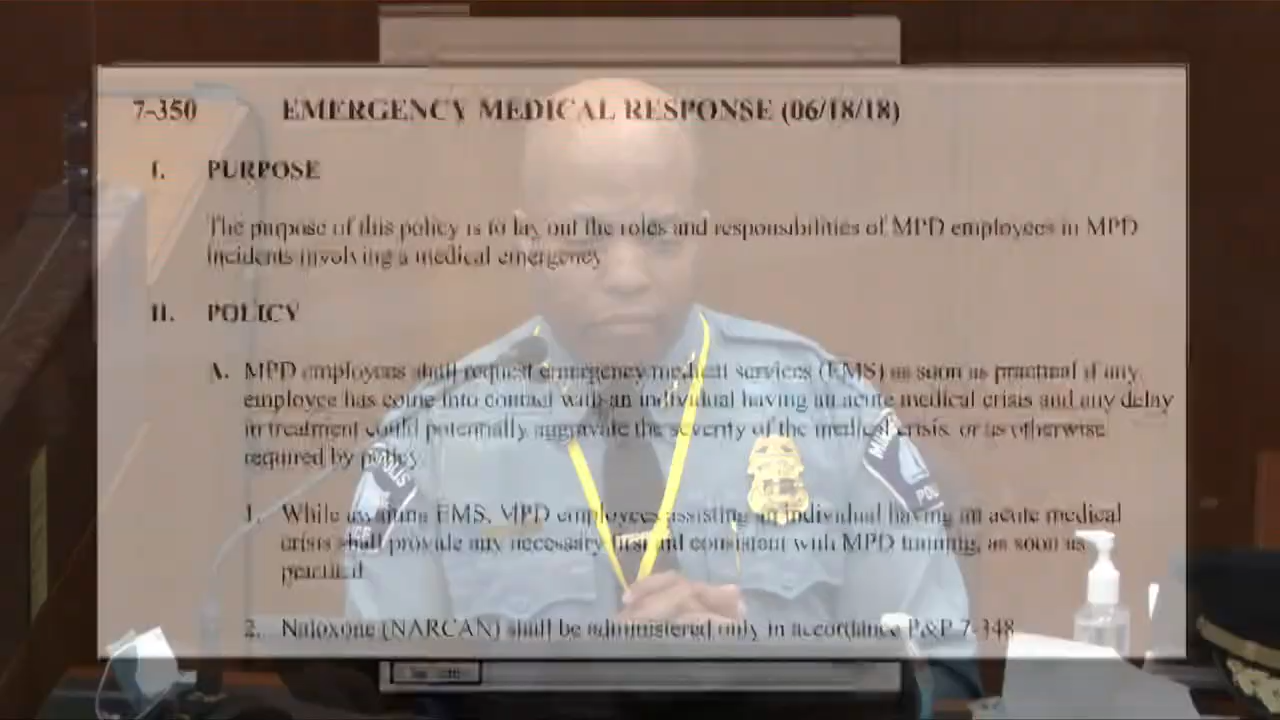 7-350 EMERGENCY MEDICAL RESPONSE (06/18/18)
I. PURPOSE
The purpose of this policy is to lay out the roles and responsibilities of MPD employees in MPD
incidents involving a medical emergency
II. POLICY
A. MPD employees shall request emergency medical services (EMS) as soon as practical if any
employee has come into contact with an individual having an acute medical crisis and any delay
in treatment could potentially aggravate the severity of the medical crisis, or as otherwise
required by policy.
1. While awaiting EMS, MPD employees assisting an individual having an acute medical
crisis shall provide any necessary first aid consistent with MPD training, as soon as
practical
2. Naloxone (NARCAN) shall be administered only in accordance P&P 7-348
POLIS
POL